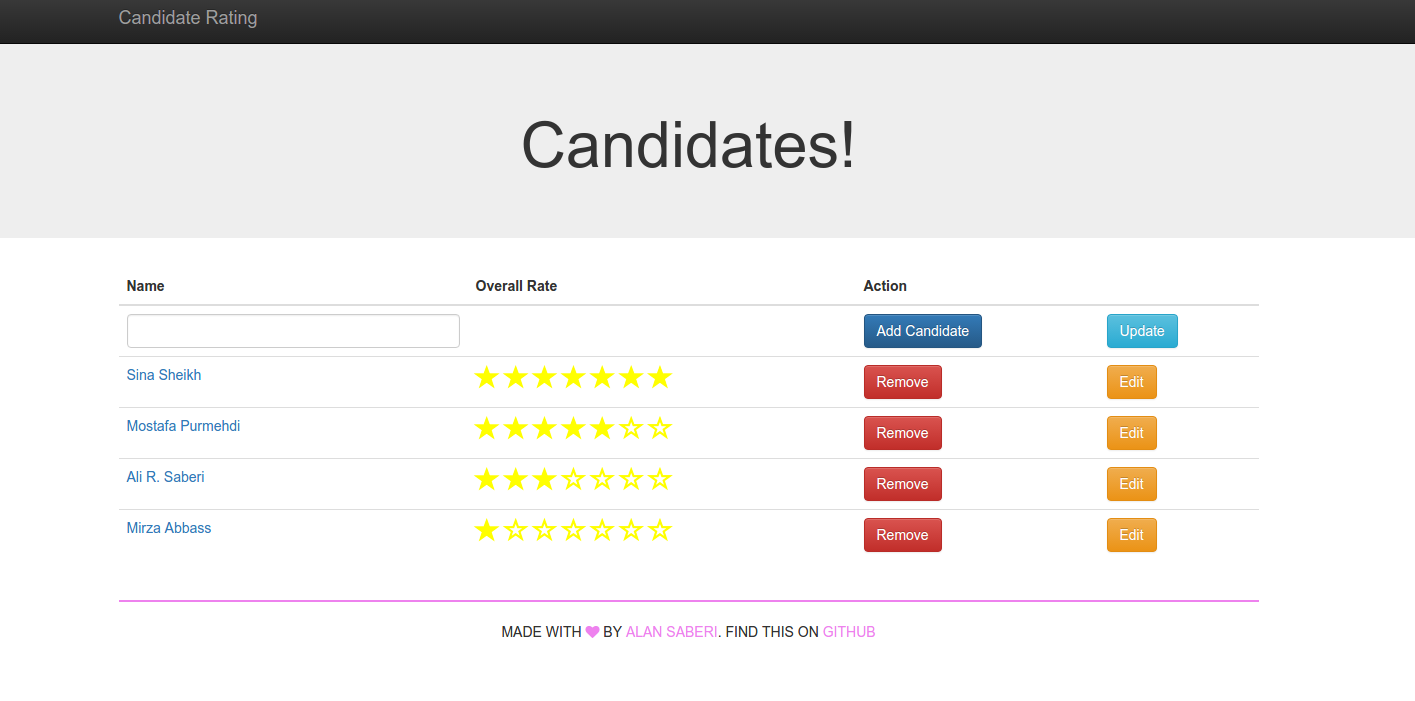 Candidate Rating
Candidates!
Name Overall Rate Action
Add Candidate Update
Sina Sheikh Remove Edit
Mostafa Purmehdi Remove Edit
Ali R. Saberi Remove Edit
Mirza Abbass Remove Edit
MADE WITH BY ALAN SABERI. FIND THIS ON GITHUB